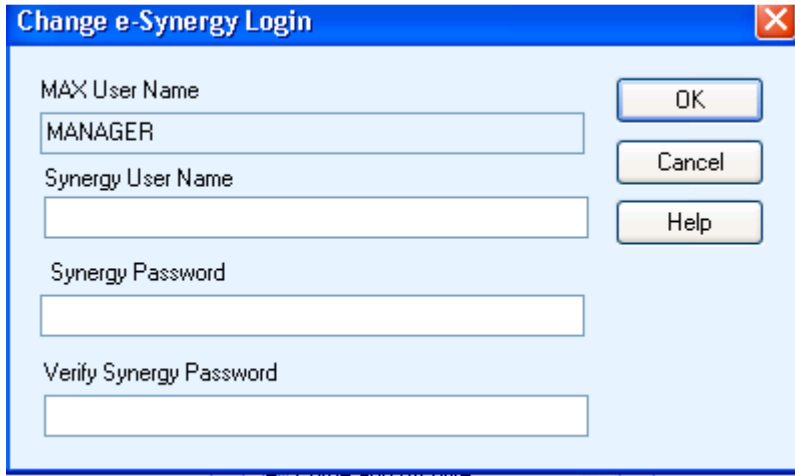 Change e-Synergy Login
MAX User Name
MANAGER
Synergy User Name
Synergy Password
Verify Synergy Password
OK
Cancel
Help